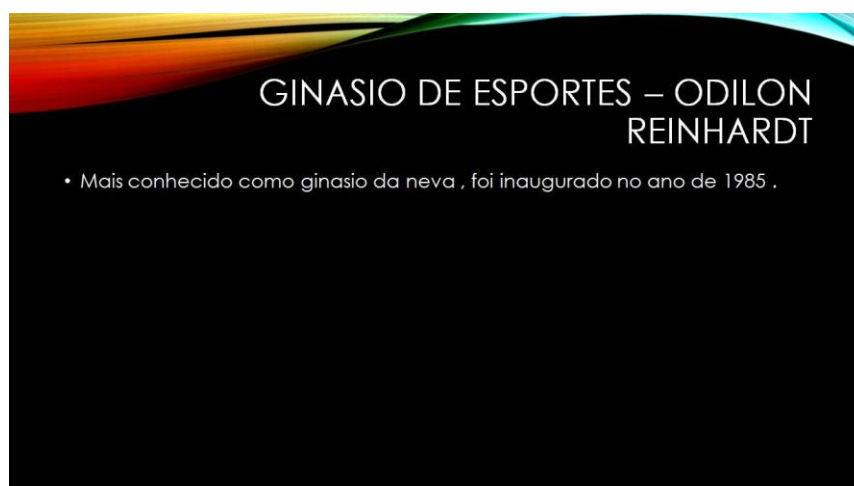 GINASIO DE ESPORTES – ODILON
REINHARDT
• Mais conhecido como ginasio da neva , foi inaugurado no ano de 1985 .